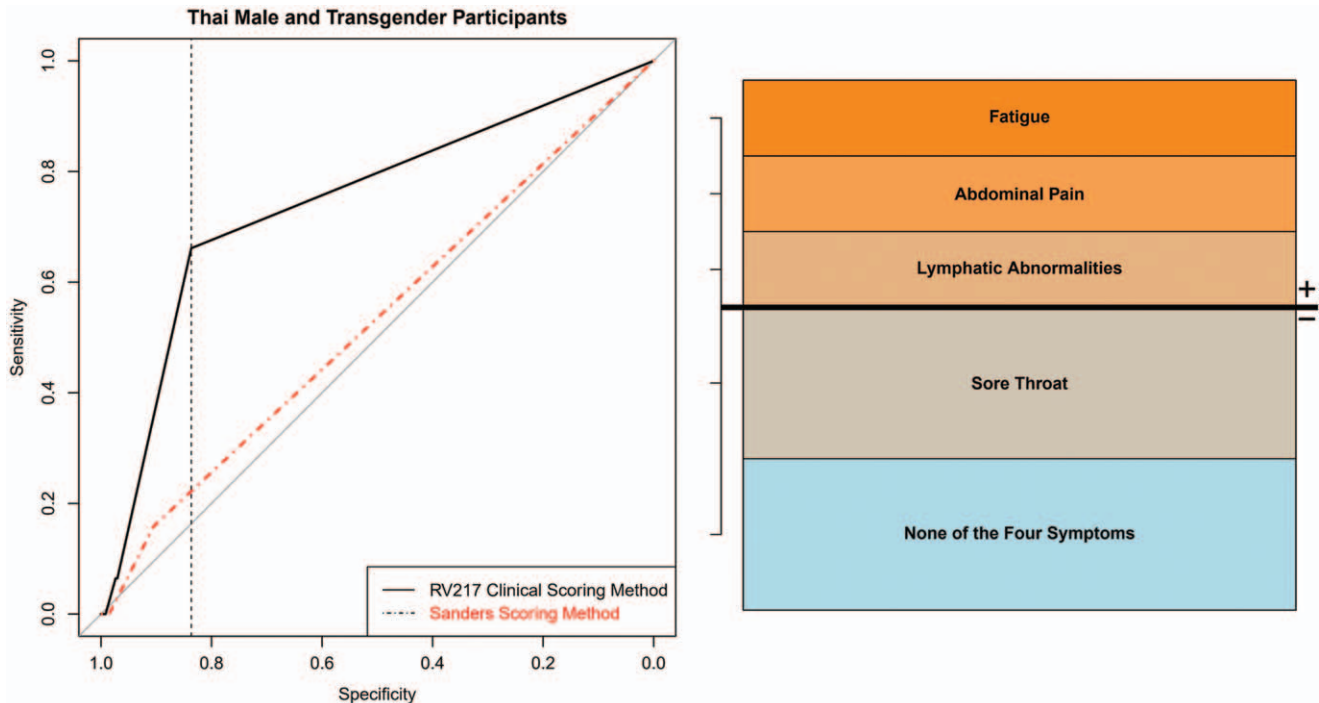 Thai Male and Transgender Participants
1.0
0.8
0.6
0.4
0.2
0.0
Sensitivity
1.0 0.8 0.6 0.4 0.2 0.0
Specificity
RV217 Clinical Scoring Method
Sanders Scoring Method
Fatigue
Abdominal Pain
Lymphatic Abnormalities
+
−
Sore Throat
None of the Four Symptoms